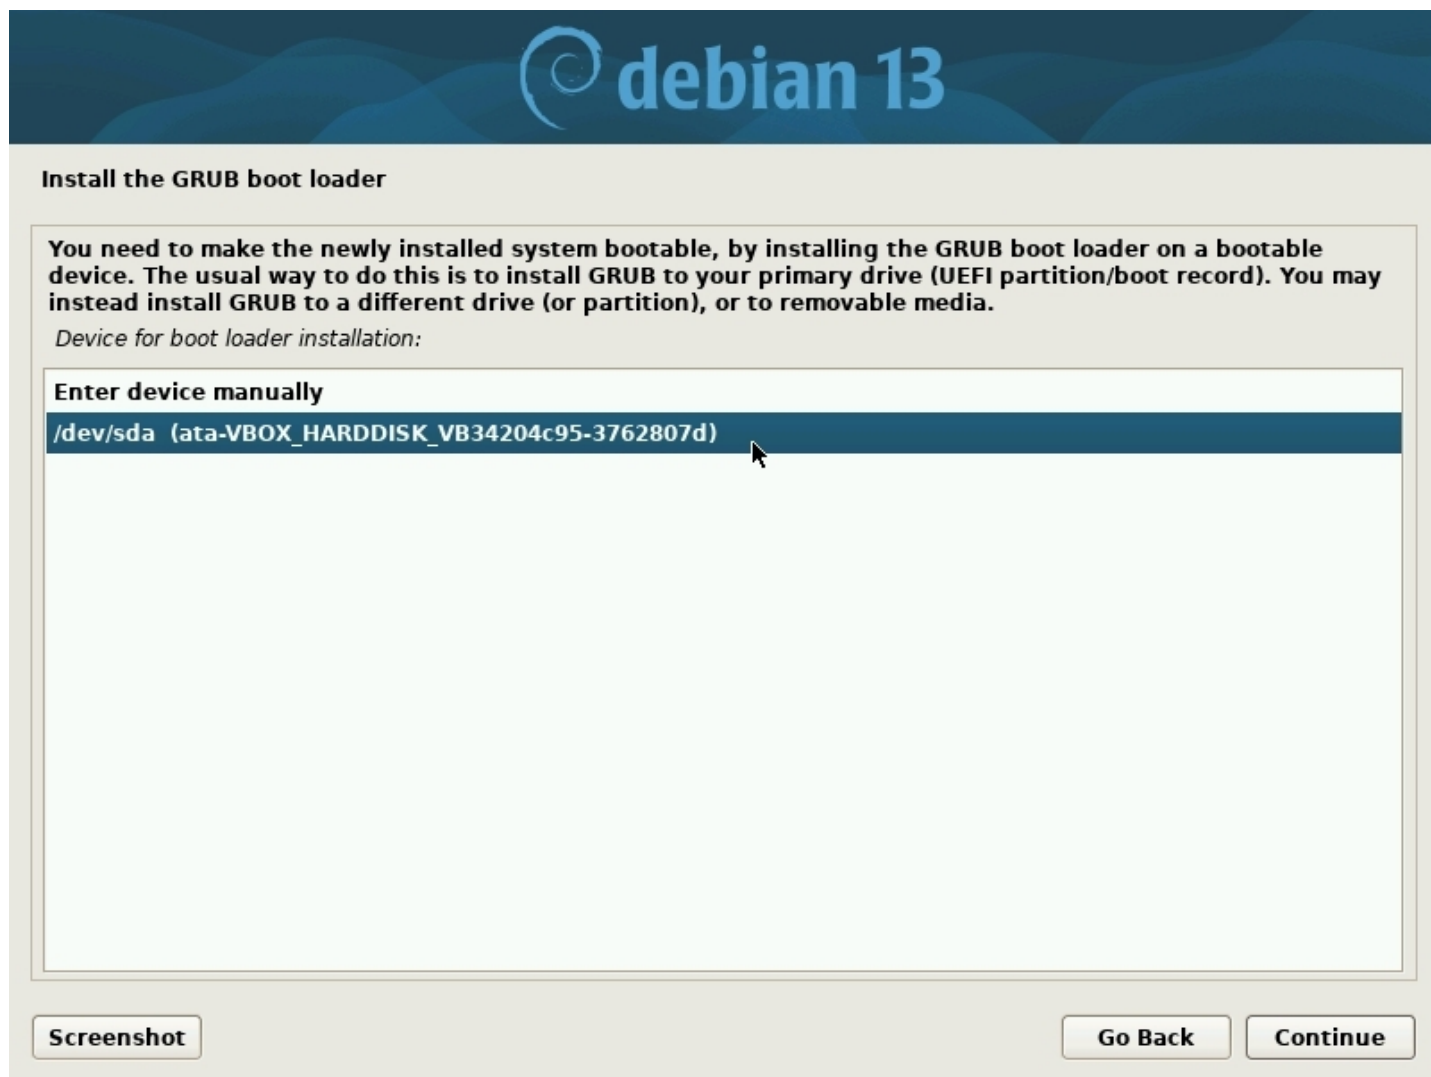 debian 13
Install the GRUB boot loader
You need to make the newly installed system bootable, by installing the GRUB boot loader on a bootable
device. The usual way to do this is to install GRUB to your primary drive (UEFI partition/boot record). You may
instead install GRUB to a different drive (or partition), or to removable media.
Device for boot loader installation:
Enter device manually
/dev/sda  (ata-VBOX_HARDDISK_VB34204c95-3762807d)
Screenshot
Go Back
Continue